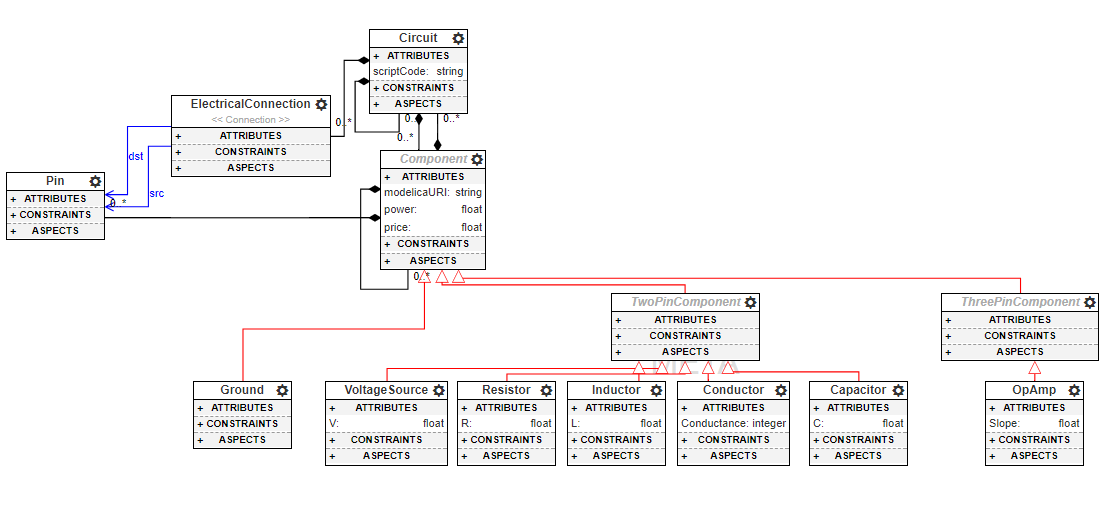 Circuit
+ ATTRIBUTES
scriptCode: string
+ CONSTRAINTS
+ ASPECTS
0..*
0..*
0..*
0..*
ElectricalConnection
<< Connection >>
+ ATTRIBUTES
+ CONSTRAINTS
+ ASPECTS
dst
src
Pin
+ ATTRIBUTES
+ CONSTRAINTS
+ ASPECTS
0..*
Component
+ ATTRIBUTES
modelicaURI: string
power: float
price: float
+ CONSTRAINTS
+ ASPECTS
0..*
TwoPinComponent
+ ATTRIBUTES
+ CONSTRAINTS
+ ASPECTS
ThreePinComponent
+ ATTRIBUTES
+ CONSTRAINTS
+ ASPECTS
Ground
+ ATTRIBUTES
+ CONSTRAINTS
+ ASPECTS
VoltageSource
+ ATTRIBUTES
V: float
+ CONSTRAINTS
+ ASPECTS
Resistor
+ ATTRIBUTES
R: float
+ CONSTRAINTS
+ ASPECTS
Inductor
+ ATTRIBUTES
L: float
+ CONSTRAINTS
+ ASPECTS
Conductor
+ ATTRIBUTES
Conductance: integer
+ CONSTRAINTS
+ ASPECTS
Capacitor
+ ATTRIBUTES
C: float
+ CONSTRAINTS
+ ASPECTS
OpAmp
+ ATTRIBUTES
Slope: float
+ CONSTRAINTS
+ ASPECTS